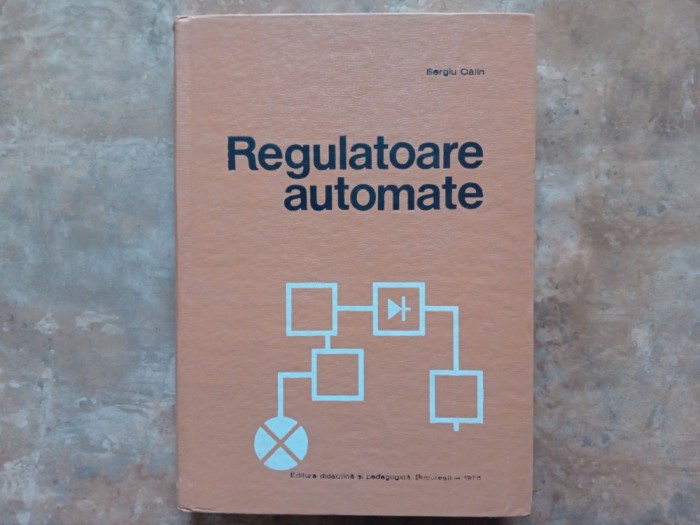 Sergiu Călin
Regulatoare
automate
Editura didactică și pedagogică, București —